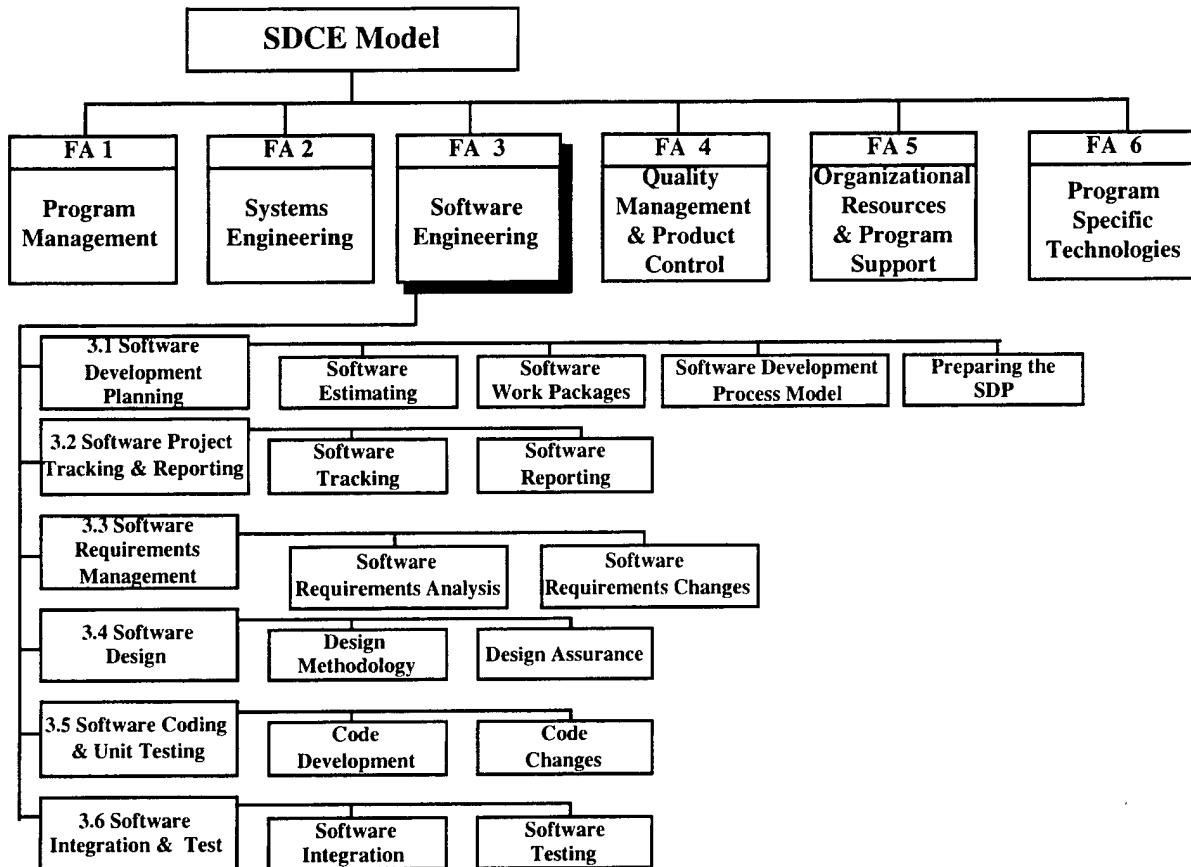 SDCE Model
FA 1
Program
Management
FA 2
Systems
Engineering
FA 3
Software
Engineering
FA 4
Quality
Management
& Product
Control
FA 5
Organizational
Resources
& Program
Support
FA 6
Program
Specific
Technologies
3.1 Software
Development
Planning
Software
Estimating
Software
Work Packages
Software Development
Process Model
Preparing the
SDP
3.2 Software Project
Tracking & Reporting
Software
Tracking
Software
Reporting
3.3 Software
Requirements
Management
Software
Requirements Analysis
Software
Requirements Changes
3.4 Software
Design
Design
Methodology
Design Assurance
3.5 Software Coding
& Unit Testing
Code
Development
Code
Changes
3.6 Software
Integration & Test
Software
Integration
Software
Testing